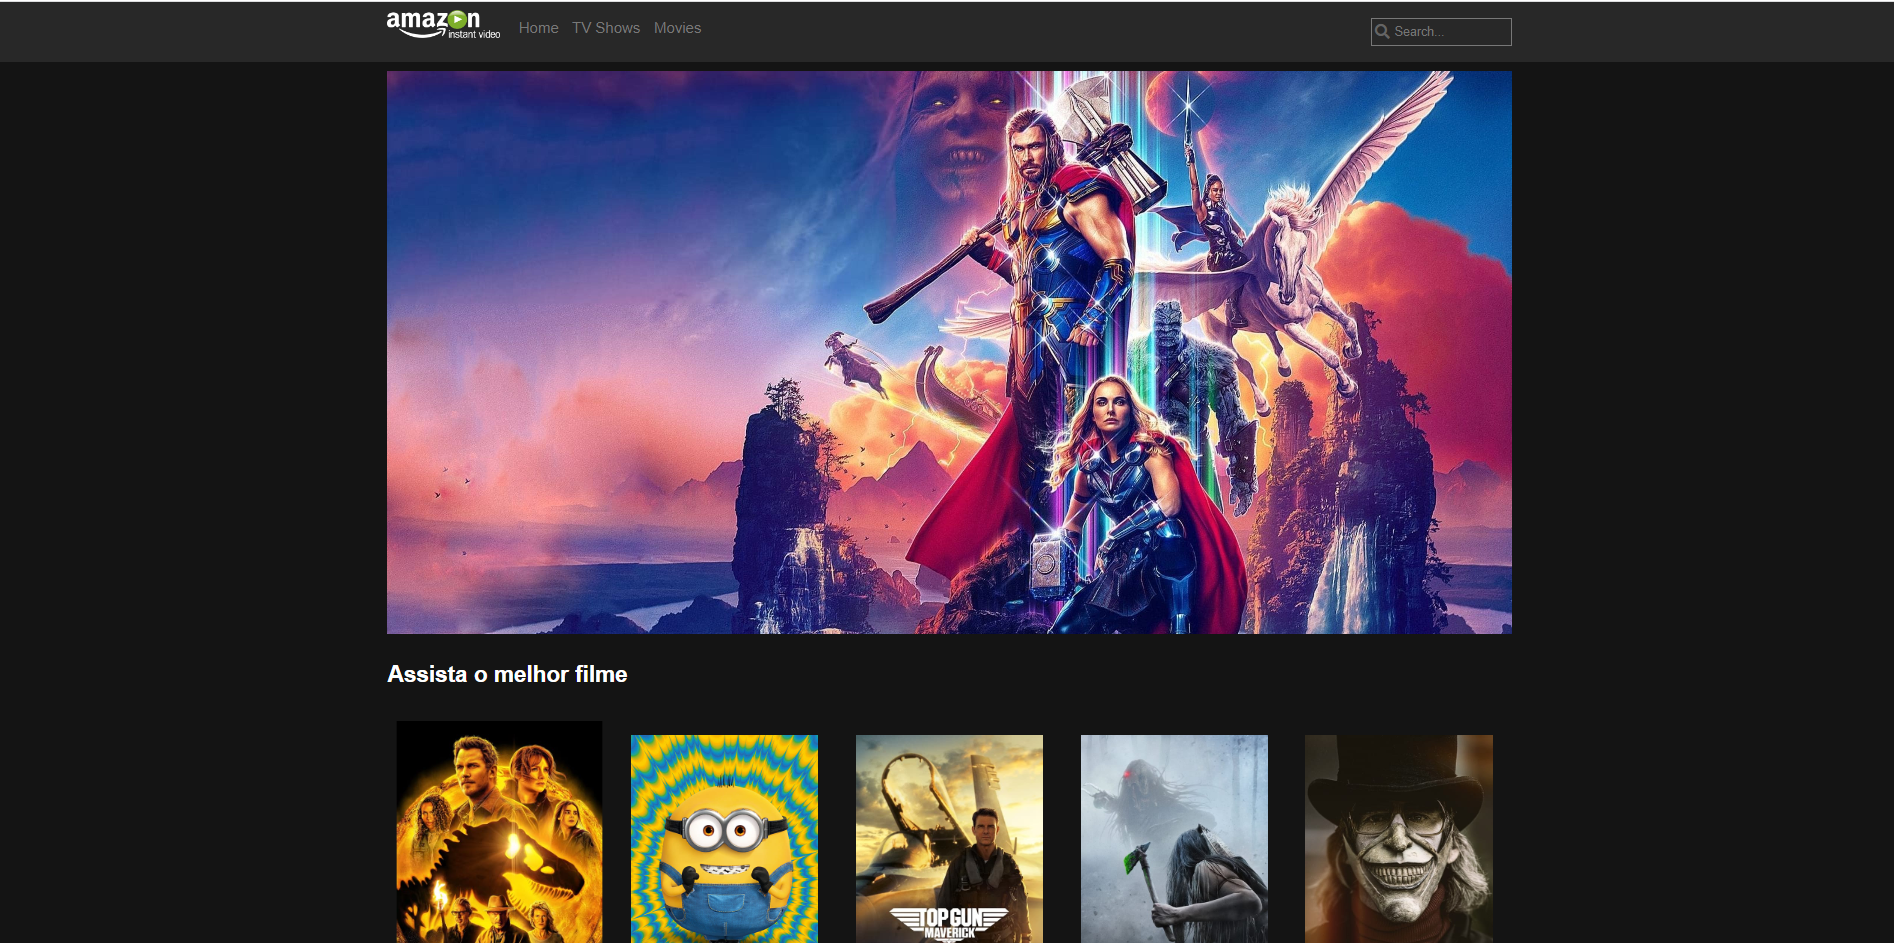 amazon
instant video
Home
TV Shows
Movies
Search...
Assista o melhor filme
TOP GUN
MAVERICK